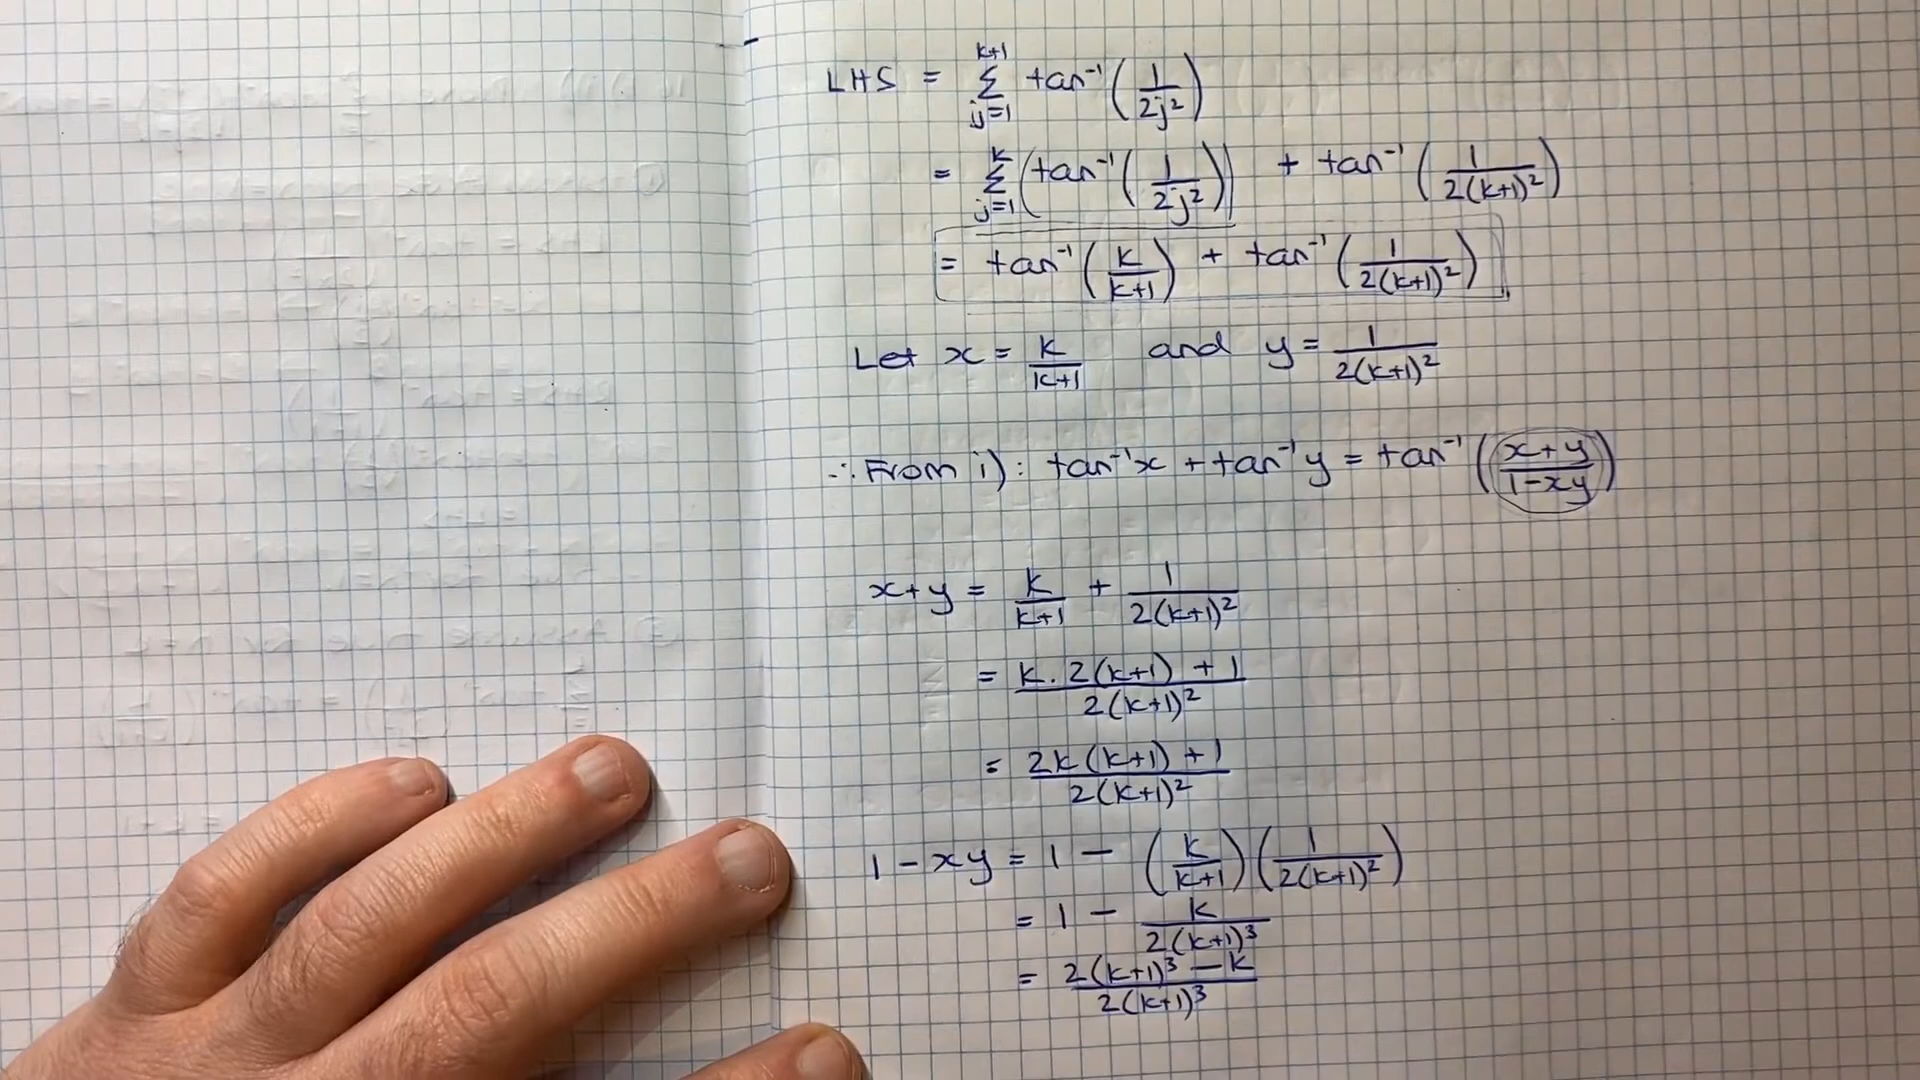 LHS = k+1 Σ j=1 tan⁻¹(1/2j²)
= k Σ j=1 (tan⁻¹(1/2j²)) + tan⁻¹(1/2(k+1)²)
= tan⁻¹(k/k+1) + tan⁻¹(1/2(k+1)²)
Let x = k/k+1 and y = 1/2(k+1)²
∴ From i): tan⁻¹x + tan⁻¹y = tan⁻¹(x+y/1-xy)
x+y = k/k+1 + 1/2(k+1)²
= k.2(k+1) + 1/2(k+1)²
= 2k(k+1) + 1/2(k+1)²
1-xy = 1 - (k/k+1)(1/2(k+1)²)
= 1 - k/2(k+1)³
= 2(k+1)³ - k/2(k+1)³